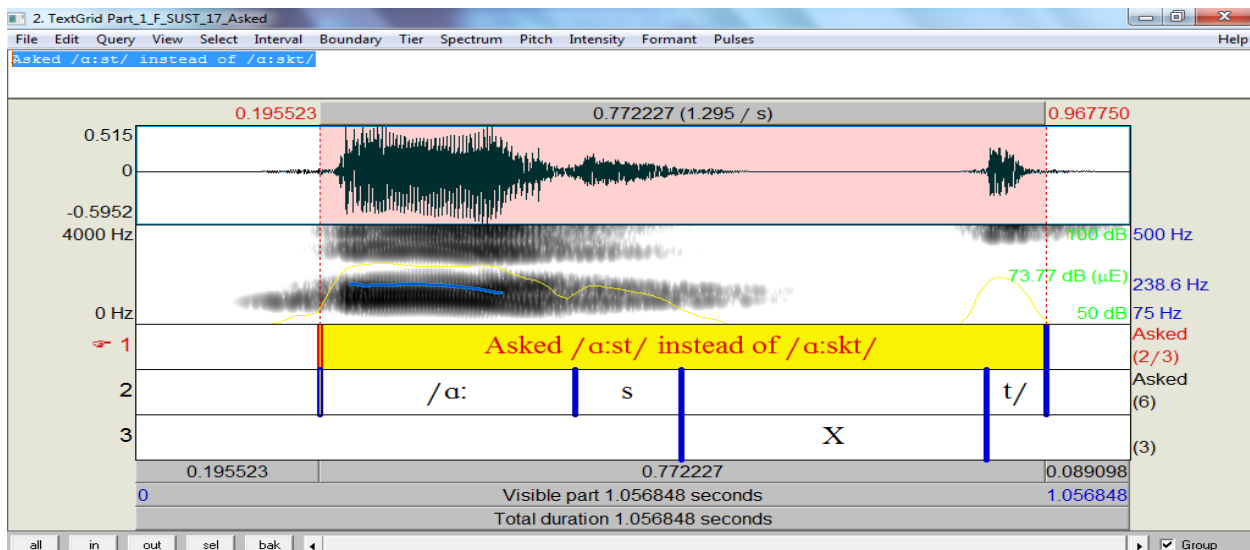 2. TextGrid Part_1_F_SUST_17_Asked
File Edit Query View Select Interval Boundary Tier Spectrum Pitch Intensity Formant Pulses Help
Asked /ɑ:st/ instead of /ɑ:skt/
0.195523 0.772227 (1.295 / s) 0.967750
0.515
0
-0.5952
4000 Hz 100 dB 500 Hz
73.77 dB (µE) 238.6 Hz
0 Hz 50 dB 75 Hz
1 Asked /ɑ:st/ instead of /ɑ:skt/ Asked (2/3)
2 /ɑ: s t/ Asked (6)
3 X (3)
0.195523 0.772227 0.089098
0 Visible part 1.056848 seconds 1.056848
Total duration 1.056848 seconds
all in out sel bak Group